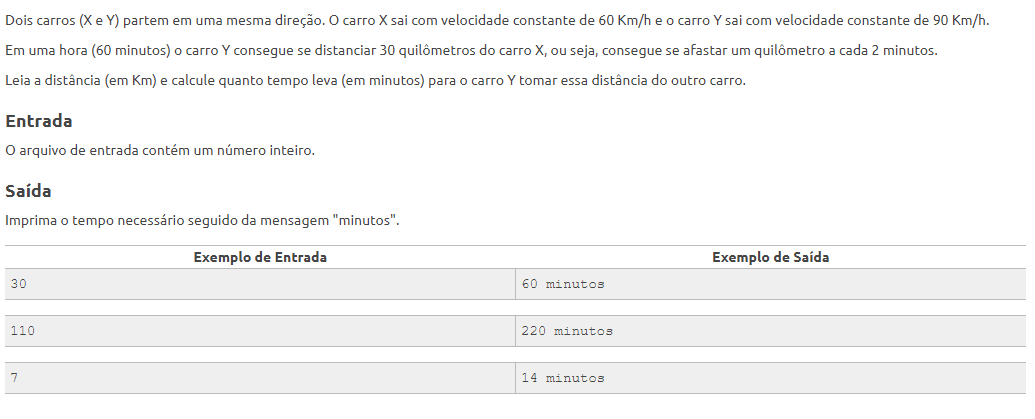 Dois carros (X e Y) partem em uma mesma direção. O carro X sai com velocidade constante de 60 Km/h e o carro Y sai com velocidade constante de 90 Km/h.
Em uma hora (60 minutos) o carro Y consegue se distanciar 30 quilômetros do carro X, ou seja, consegue se afastar um quilômetro a cada 2 minutos.
Leia a distância (em Km) e calcule quanto tempo leva (em minutos) para o carro Y tomar essa distância do outro carro.
Entrada
O arquivo de entrada contém um número inteiro.
Saída
Imprima o tempo necessário seguido da mensagem "minutos".
Exemplo de Entrada Exemplo de Saída
30 60 minutos
110 220 minutos
7 14 minutos